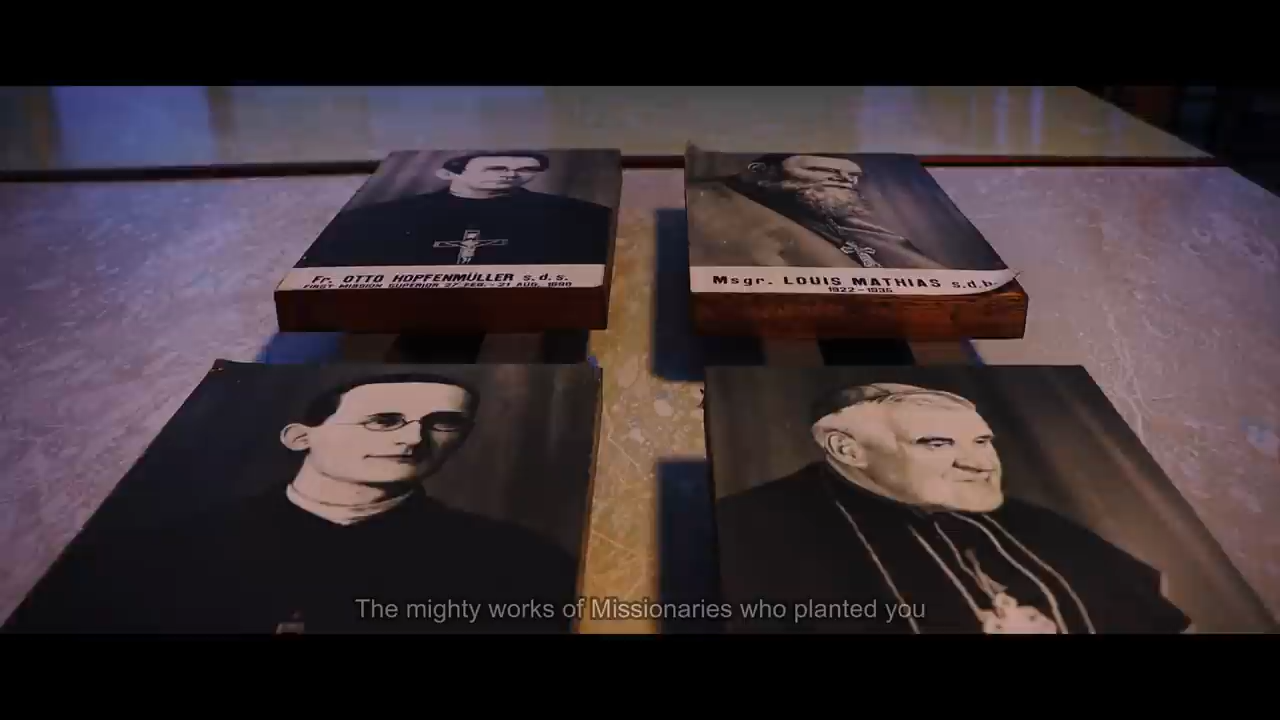 Fr. OTTO HOPFENMÜLLER s.d.s.
FIRST MISSION SUPERIOR 27 FEB. - 21 AUG. 1890
Msgr. LOUIS MATHIAS s.d.b.
1922-1935
The mighty works of Missionaries who planted you